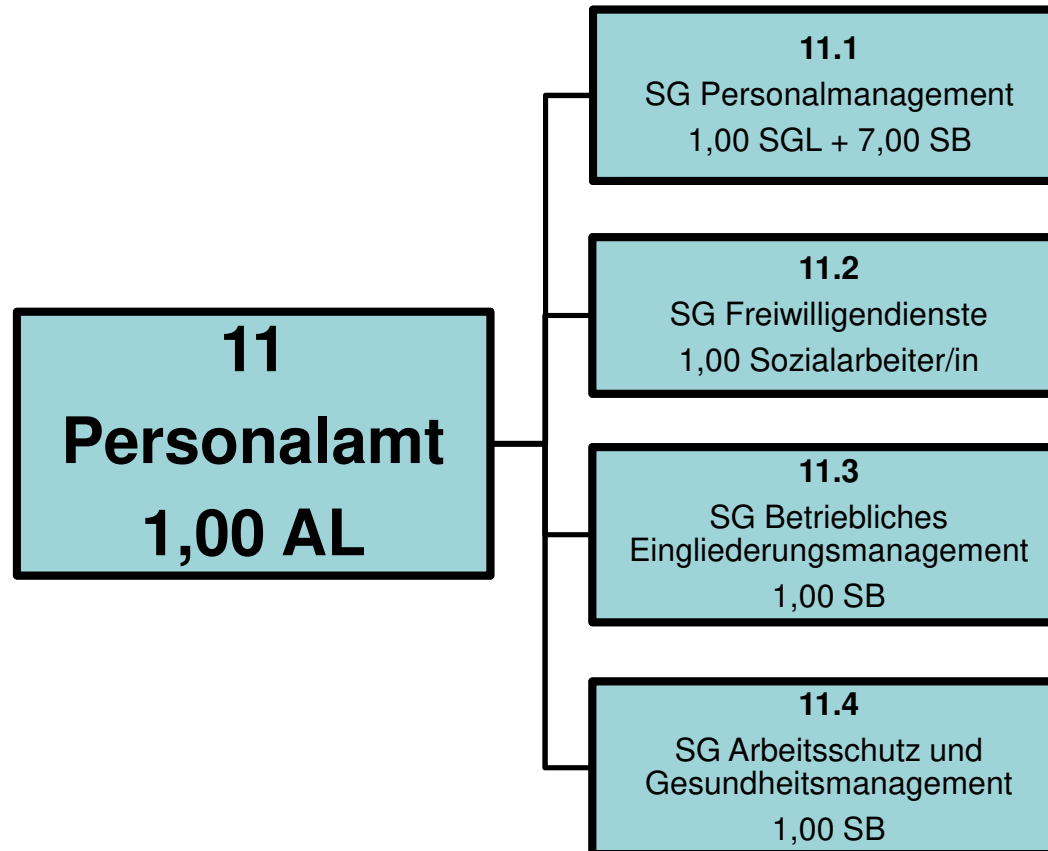 11
Personalamt
1,00 AL
11.1
SG Personalmanagement
1,00 SGL + 7,00 SB
11.2
SG Freiwilligendienste
1,00 Sozialarbeiter/in
11.3
SG Betriebliches
Eingliederungsmanagement
1,00 SB
11.4
SG Arbeitsschutz und
Gesundheitsmanagement
1,00 SB